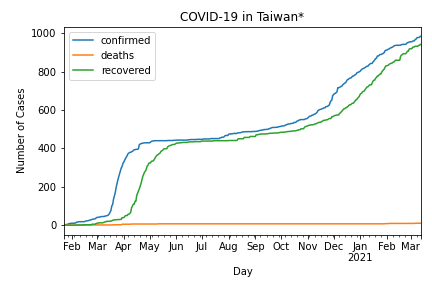 COVID-19 in Taiwan*
confirmed
deaths
recovered
Number of Cases
1000
800
600
400
200
0
Feb Mar Apr May Jun Jul Aug Sep Oct Nov Dec Jan Feb Mar
2021
Day